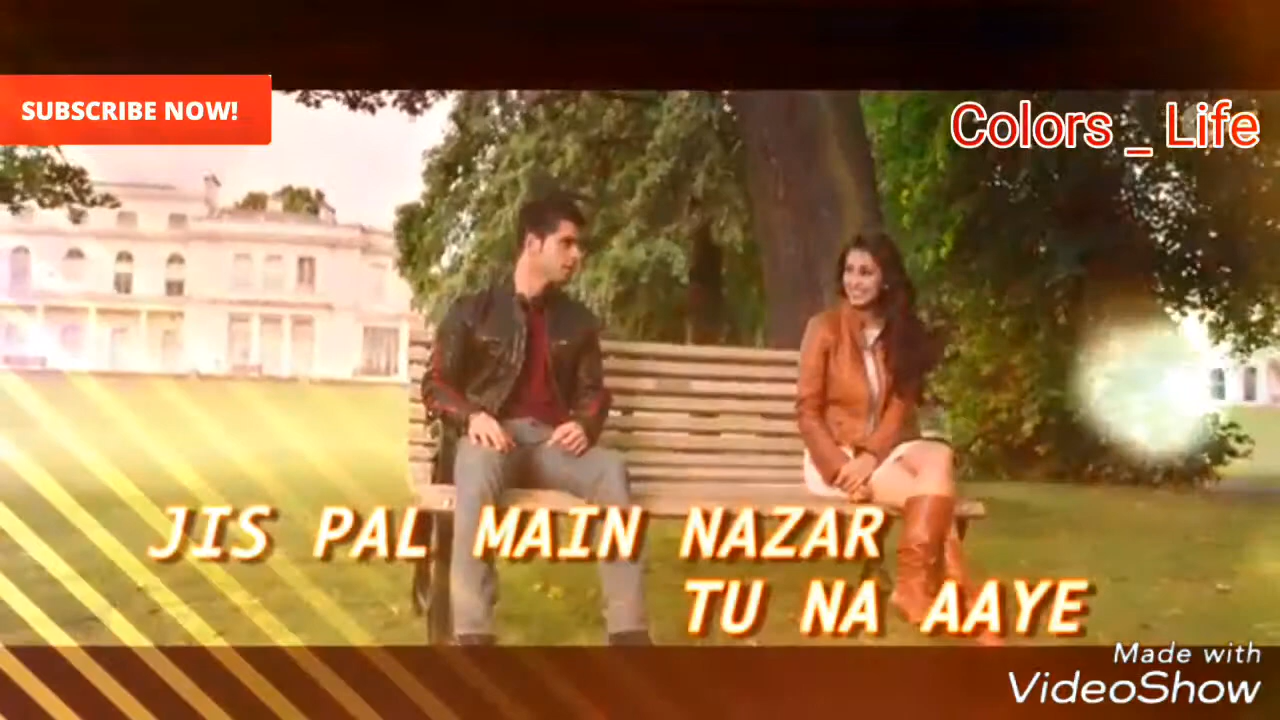 SUBSCRIBE NOW!
Colors _ Life
JIS PAL MAIN NAZAR
TU NA AAYE
Made with
VideoShow